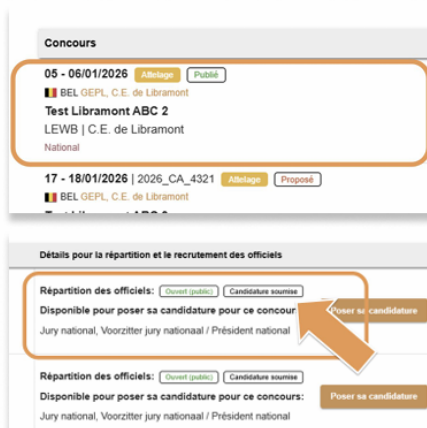 Concours
05 - 06/01/2026 Attelage Publié
BEL GEPL, C.E. de Libramont
Test Libramont ABC 2
LEWB | C.E. de Libramont
National
17 - 18/01/2026 | 2026_CA_4321 Attelage Proposé
BEL GEPL, C.E. de Libramont
Détails pour la répartition et le recrutement des officiels
Répartition des officiels: Ouvert (public) Candidature soumise
Disponible pour poser sa candidature pour ce concour Poser sa candidature
Jury national, Voorzitter jury nationaal / Président national
Répartition des officiels: Ouvert (public) Candidature soumise
Disponible pour poser sa candidature pour ce concours: Poser sa candidature
Jury national, Voorzitter jury nationaal / Président national